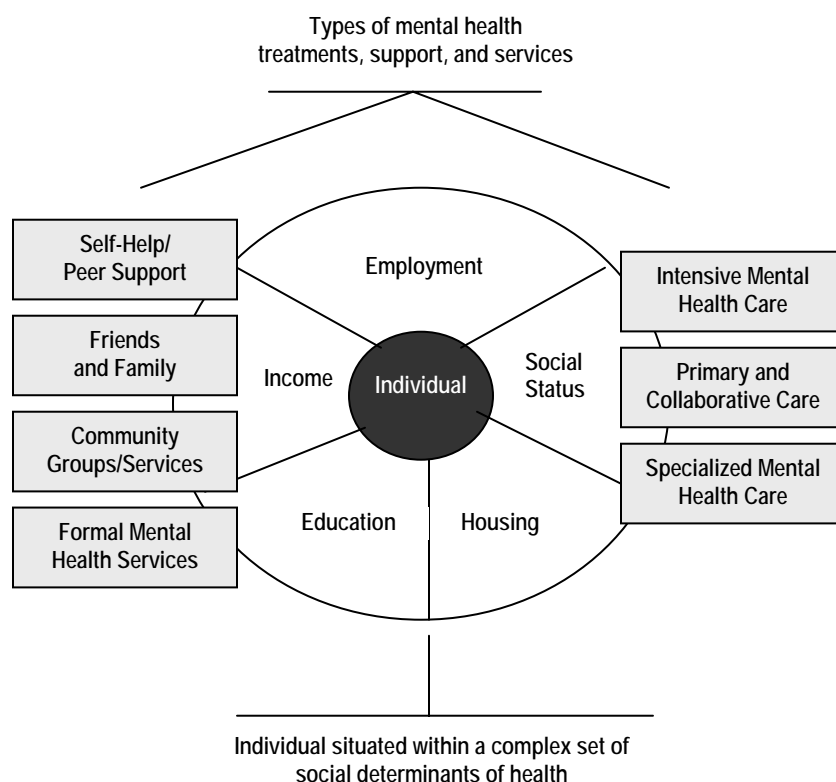 Types of mental health
treatments, support, and services
Self-Help/
Peer Support
Friends
and Family
Community
Groups/Services
Formal Mental
Health Services
Employment
Income
Individual
Social
Status
Education
Housing
Intensive Mental
Health Care
Primary and
Collaborative Care
Specialized Mental
Health Care
Individual situated within a complex set of
social determinants of health